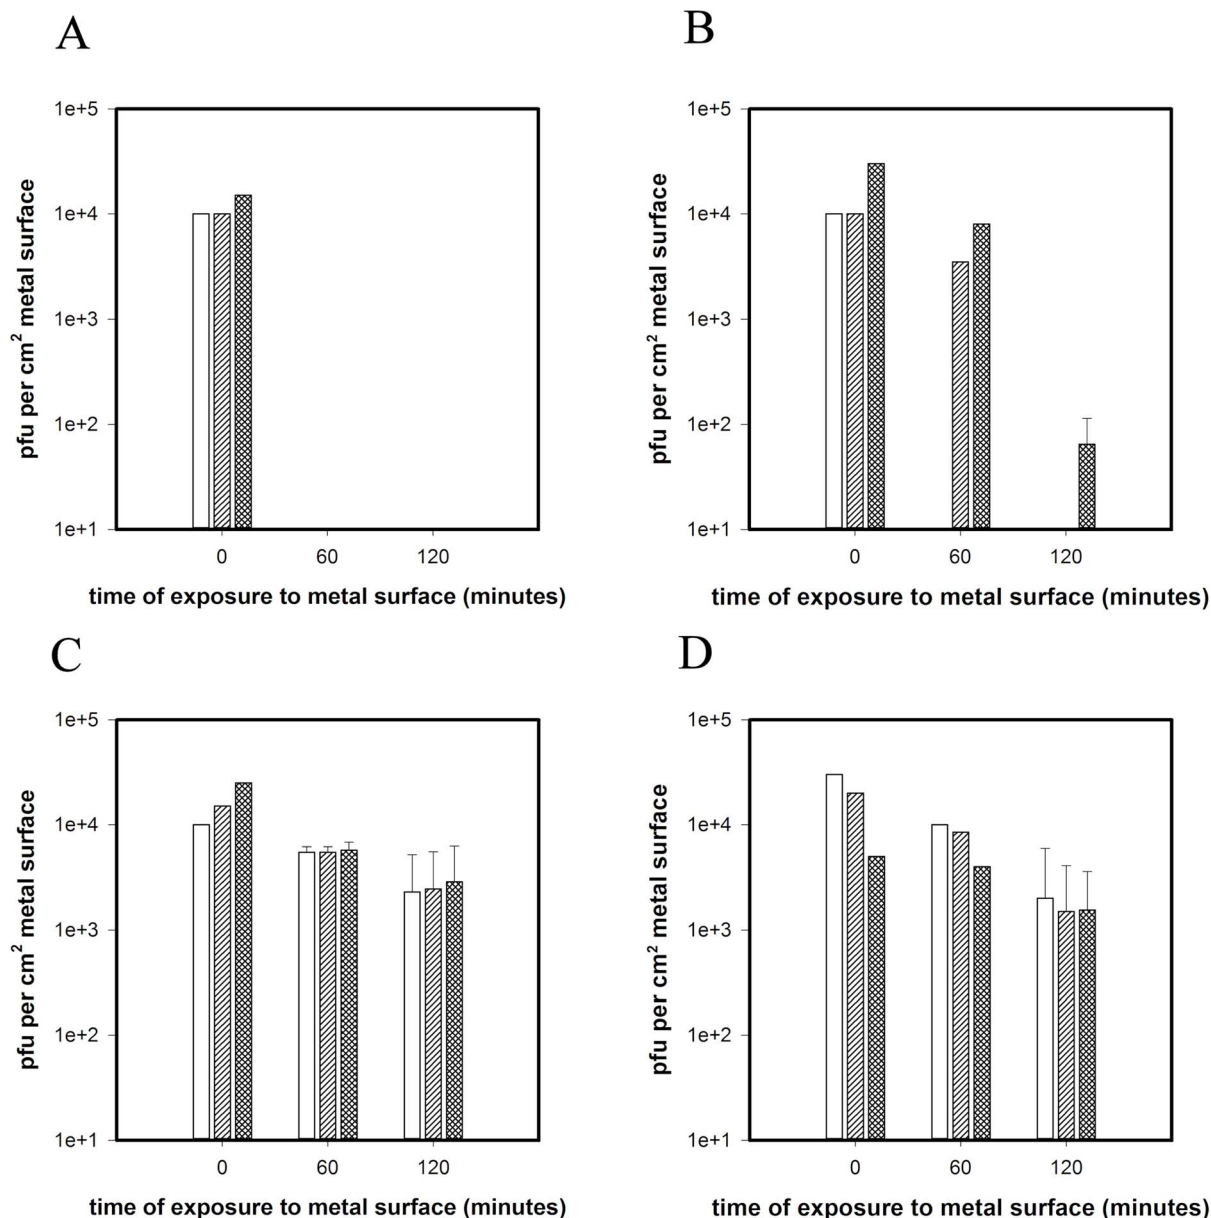 A
B
1e+5
1e+4
1e+3
1e+2
1e+1
pfu per cm² metal surface
0 60 120
time of exposure to metal surface (minutes)
1e+5
1e+4
1e+3
1e+2
1e+1
pfu per cm² metal surface
0 60 120
time of exposure to metal surface (minutes)
C
D
1e+5
1e+4
1e+3
1e+2
1e+1
pfu per cm² metal surface
0 60 120
time of exposure to metal surface (minutes)
1e+5
1e+4
1e+3
1e+2
1e+1
pfu per cm² metal surface
0 60 120
time of exposure to metal surface (minutes)